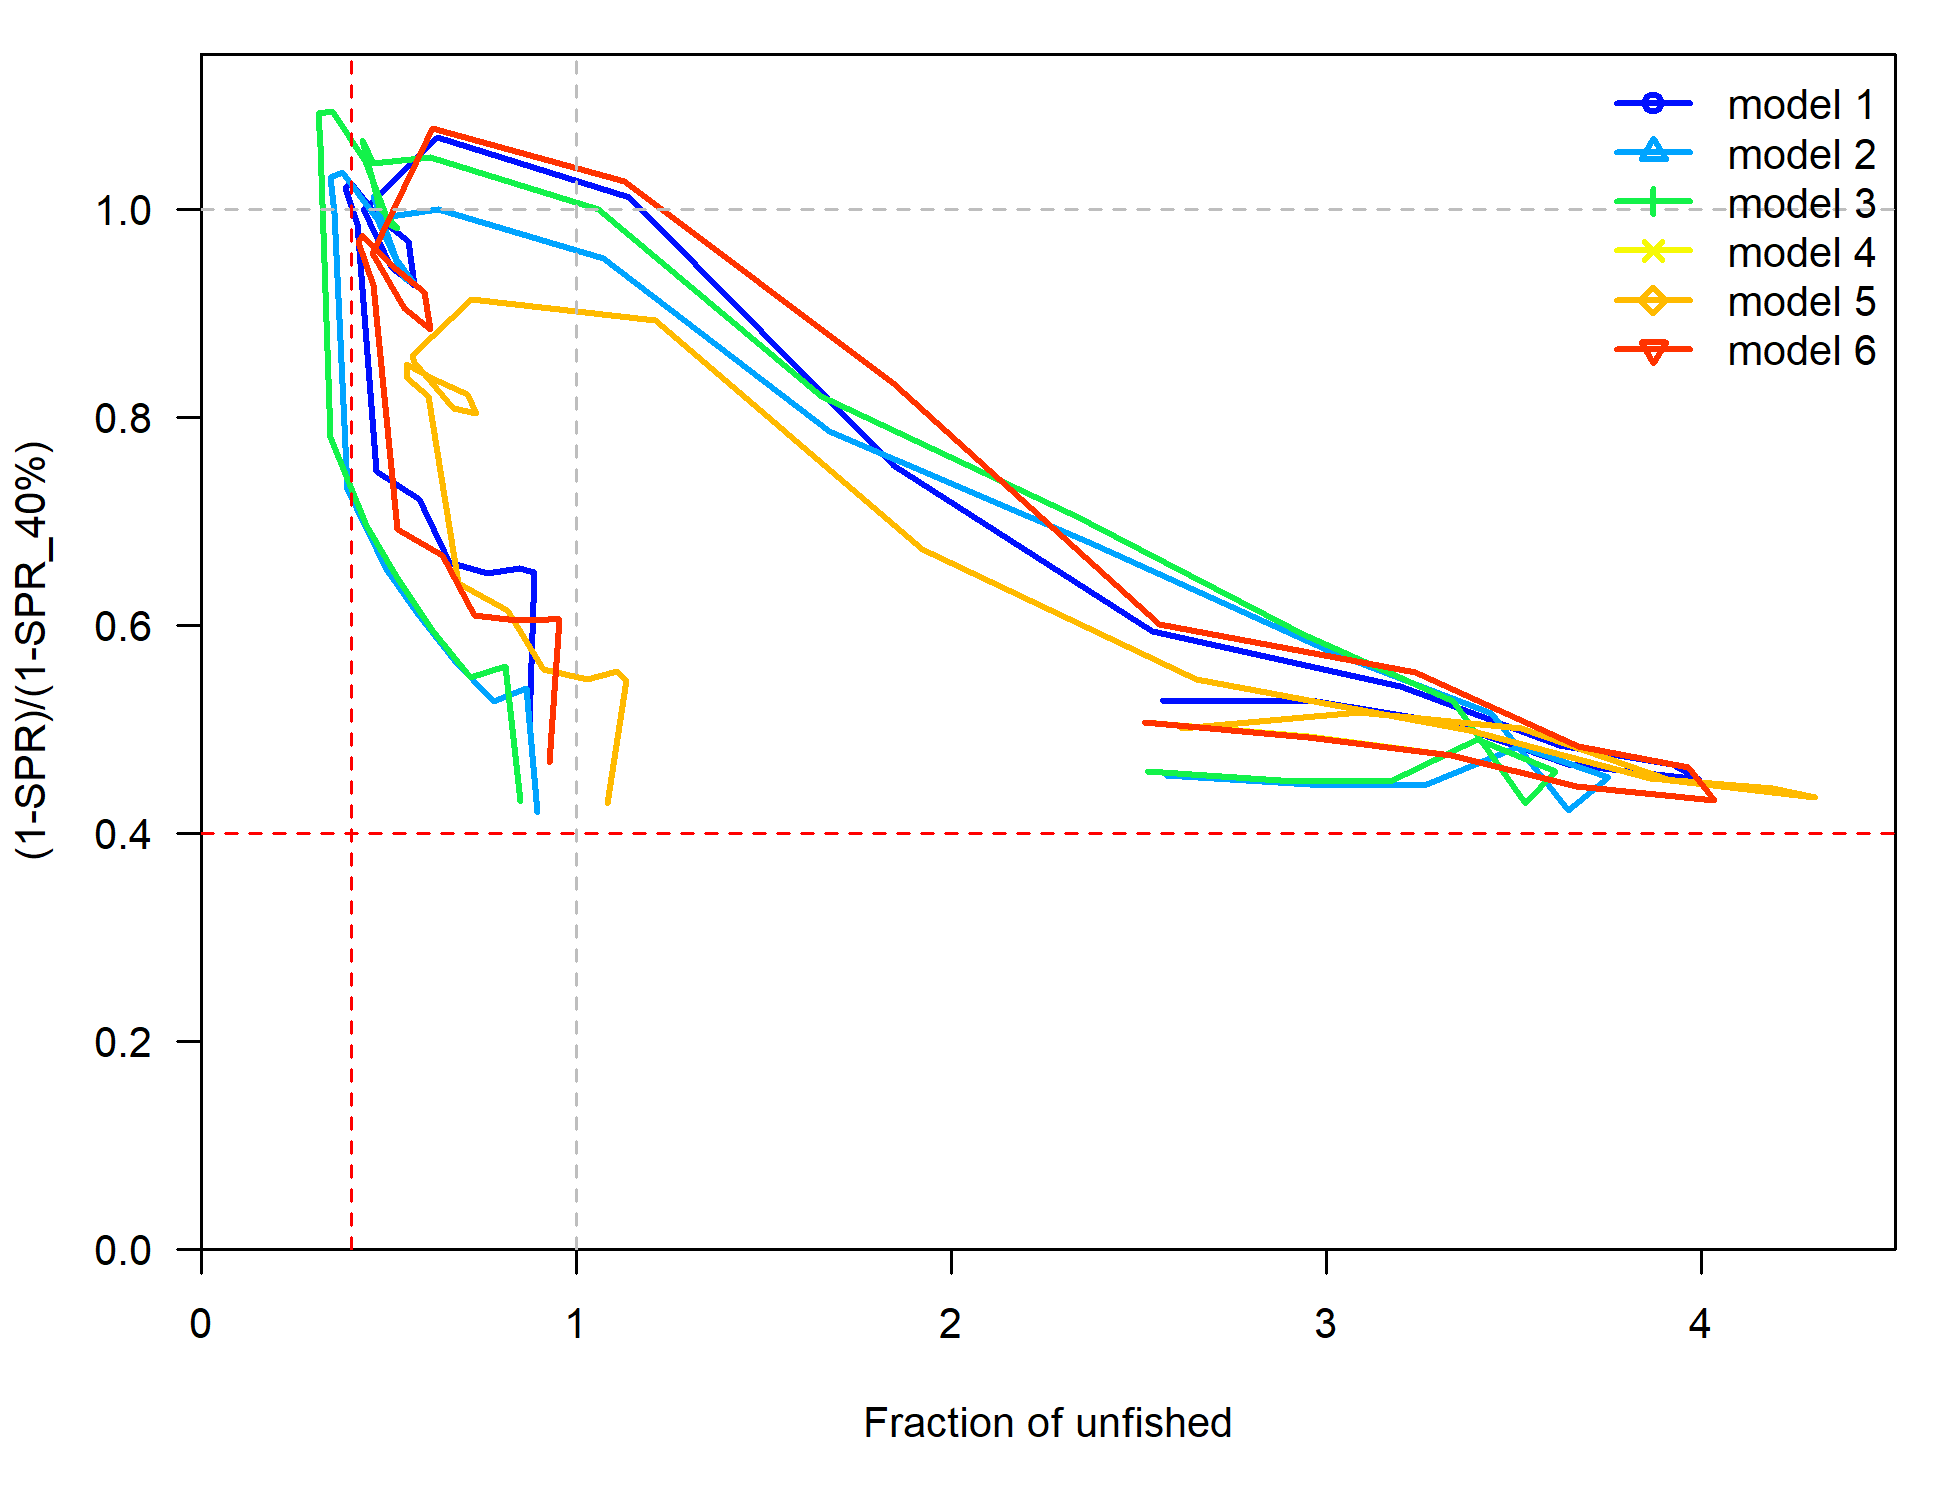 model 1
model 2
model 3
model 4
model 5
model 6
(1-SPR)/(1-SPR_40%)
1.0
0.8
0.6
0.4
0.2
0.0
0 1 2 3 4
Fraction of unfished